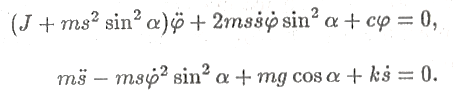 (J + ms² sin² α)φ̈ + 2msṡφ̇ sin² α + cφ = 0,
ms̈ − msφ̇² sin² α + mg cos α + kṡ = 0.